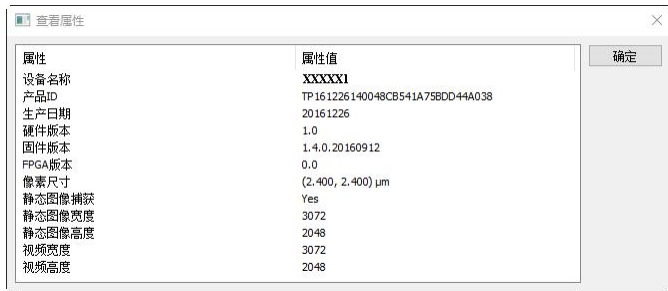 查看属性
属性 属性值 确定
设备名称 XXXXX1
产品ID TP161226140048CB541A75BDD44A038
生产日期 20161226
硬件版本 1.0
固件版本 1.4.0.20160912
FPGA版本 0.0
像素尺寸 (2.400, 2.400) μm
静态图像捕获 Yes
静态图像宽度 3072
静态图像高度 2048
视频宽度 3072
视频高度 2048